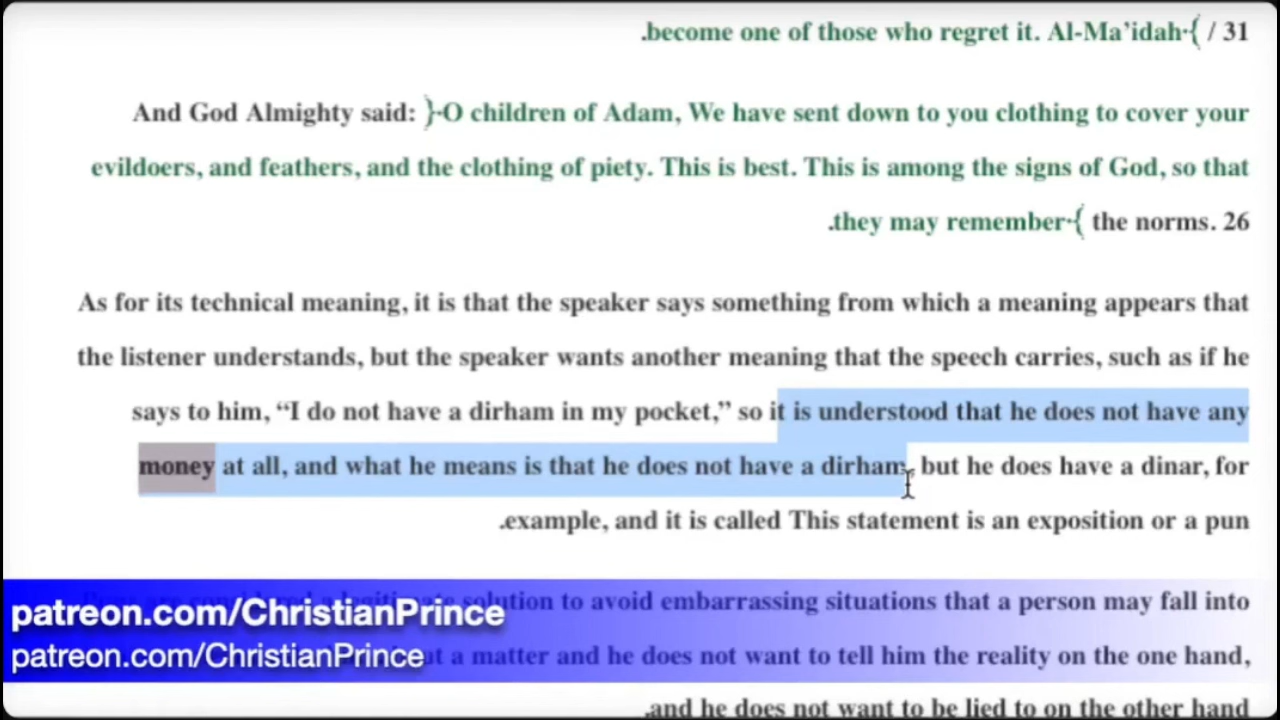 .become one of those who regret it. Al-Ma’idah-{ / 31
And God Almighty said: }-O children of Adam, We have sent down to you clothing to cover your
evildoers, and feathers, and the clothing of piety. This is best. This is among the signs of God, so that
.they may remember-{ the norms. 26
As for its technical meaning, it is that the speaker says something from which a meaning appears that
the listener understands, but the speaker wants another meaning that the speech carries, such as if he
says to him, “I do not have a dirham in my pocket,” so it is understood that he does not have any
money at all, and what he means is that he does not have a dirham, but he does have a dinar, for
.example, and it is called This statement is an exposition or a pun
solution to avoid embarrassing situations that a person may fall into
patreon.com/ChristianPrince
a matter and he does not want to tell him the reality on the one hand,
patreon.com/ChristianPrince
.and he does not want to be lied to on the other hand